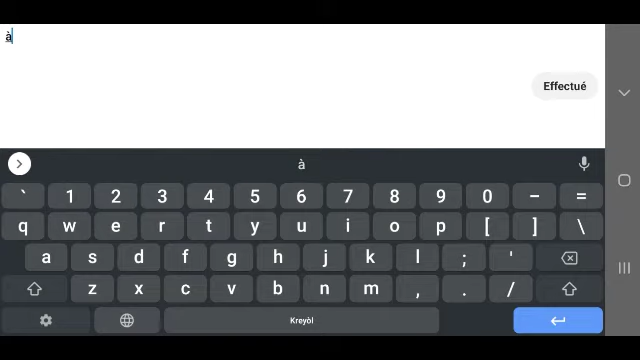 à
Effectué
à
` 1 2 3 4 5 6 7 8 9 0 – =
q w e r t y u i o p [ ] \
a s d f g h j k l ; '
z x c v b n m , . /
Kreyòl